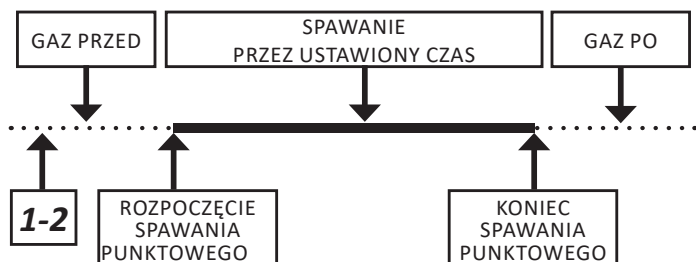 GAZ PRZED
SPAWANIE
PRZEZ USTAWIONY CZAS
GAZ PO
1-2
ROZPOCZĘCIE
SPAWANIA
PUNKTOWEGO
KONIEC
SPAWANIA
PUNKTOWEGO